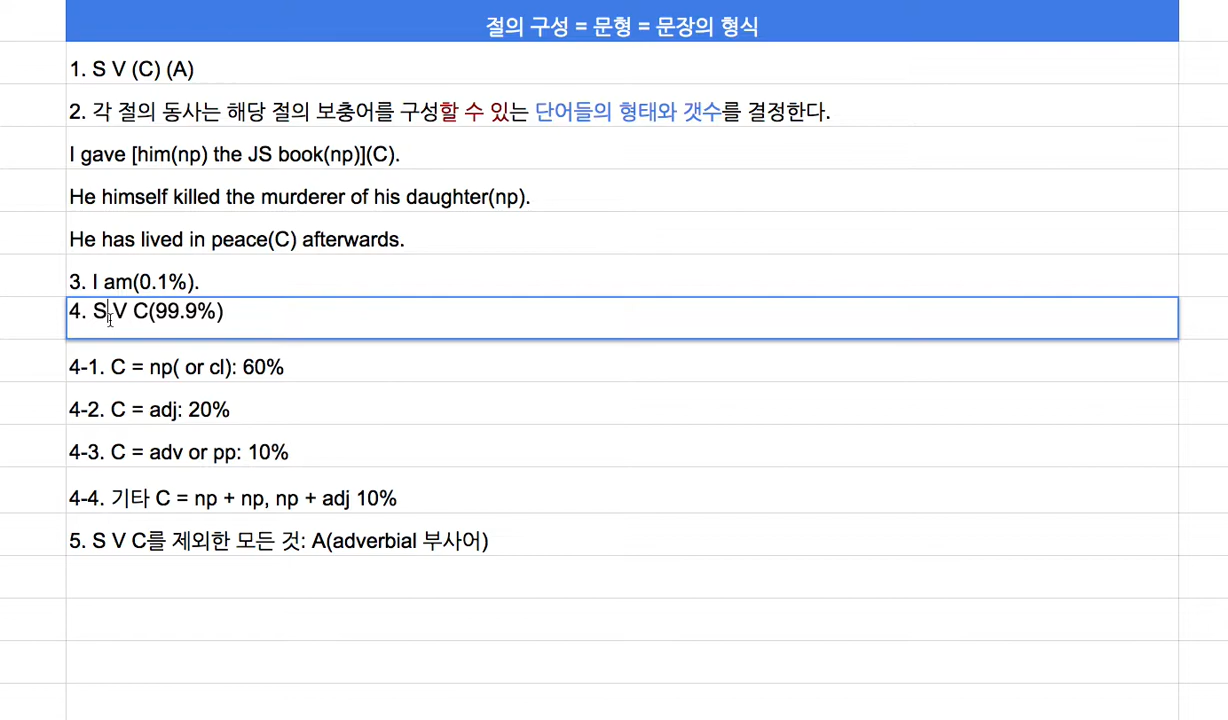 절의 구성 = 문형 = 문장의 형식
1. S V (C) (A)
2. 각 절의 동사는 해당 절의 보충어를 구성할 수 있는 단어들의 형태와 갯수를 결정한다.
I gave [him(np) the JS book(np)](C).
He himself killed the murderer of his daughter(np).
He has lived in peace(C) afterwards.
3. I am(0.1%).
4. S V C(99.9%)
4-1. C = np( or cl): 60%
4-2. C = adj: 20%
4-3. C = adv or pp: 10%
4-4. 기타 C = np + np, np + adj 10%
5. S V C를 제외한 모든 것: A(adverbial 부사어)